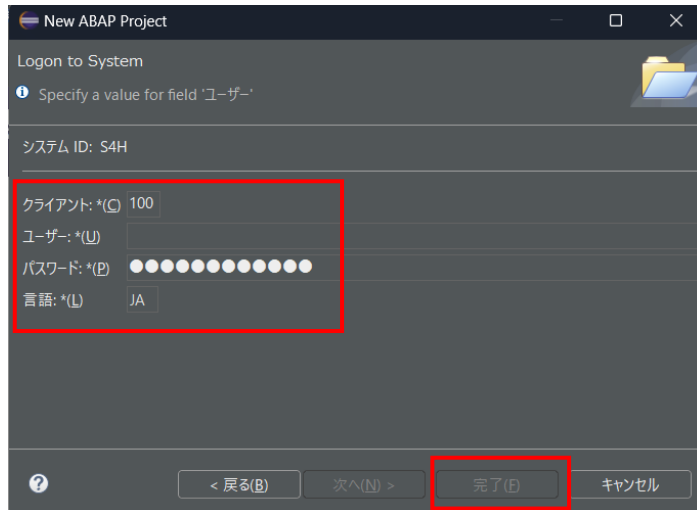 New ABAP Project
Logon to System
Specify a value for field 'ユーザー'
システム ID: S4H
クライアント: *(C) 100
ユーザー: *(U)
パスワード: *(P) ●●●●●●●●●●●●
言語: *(L) JA
< 戻る(B) 次へ(N) > 完了(F) キャンセル